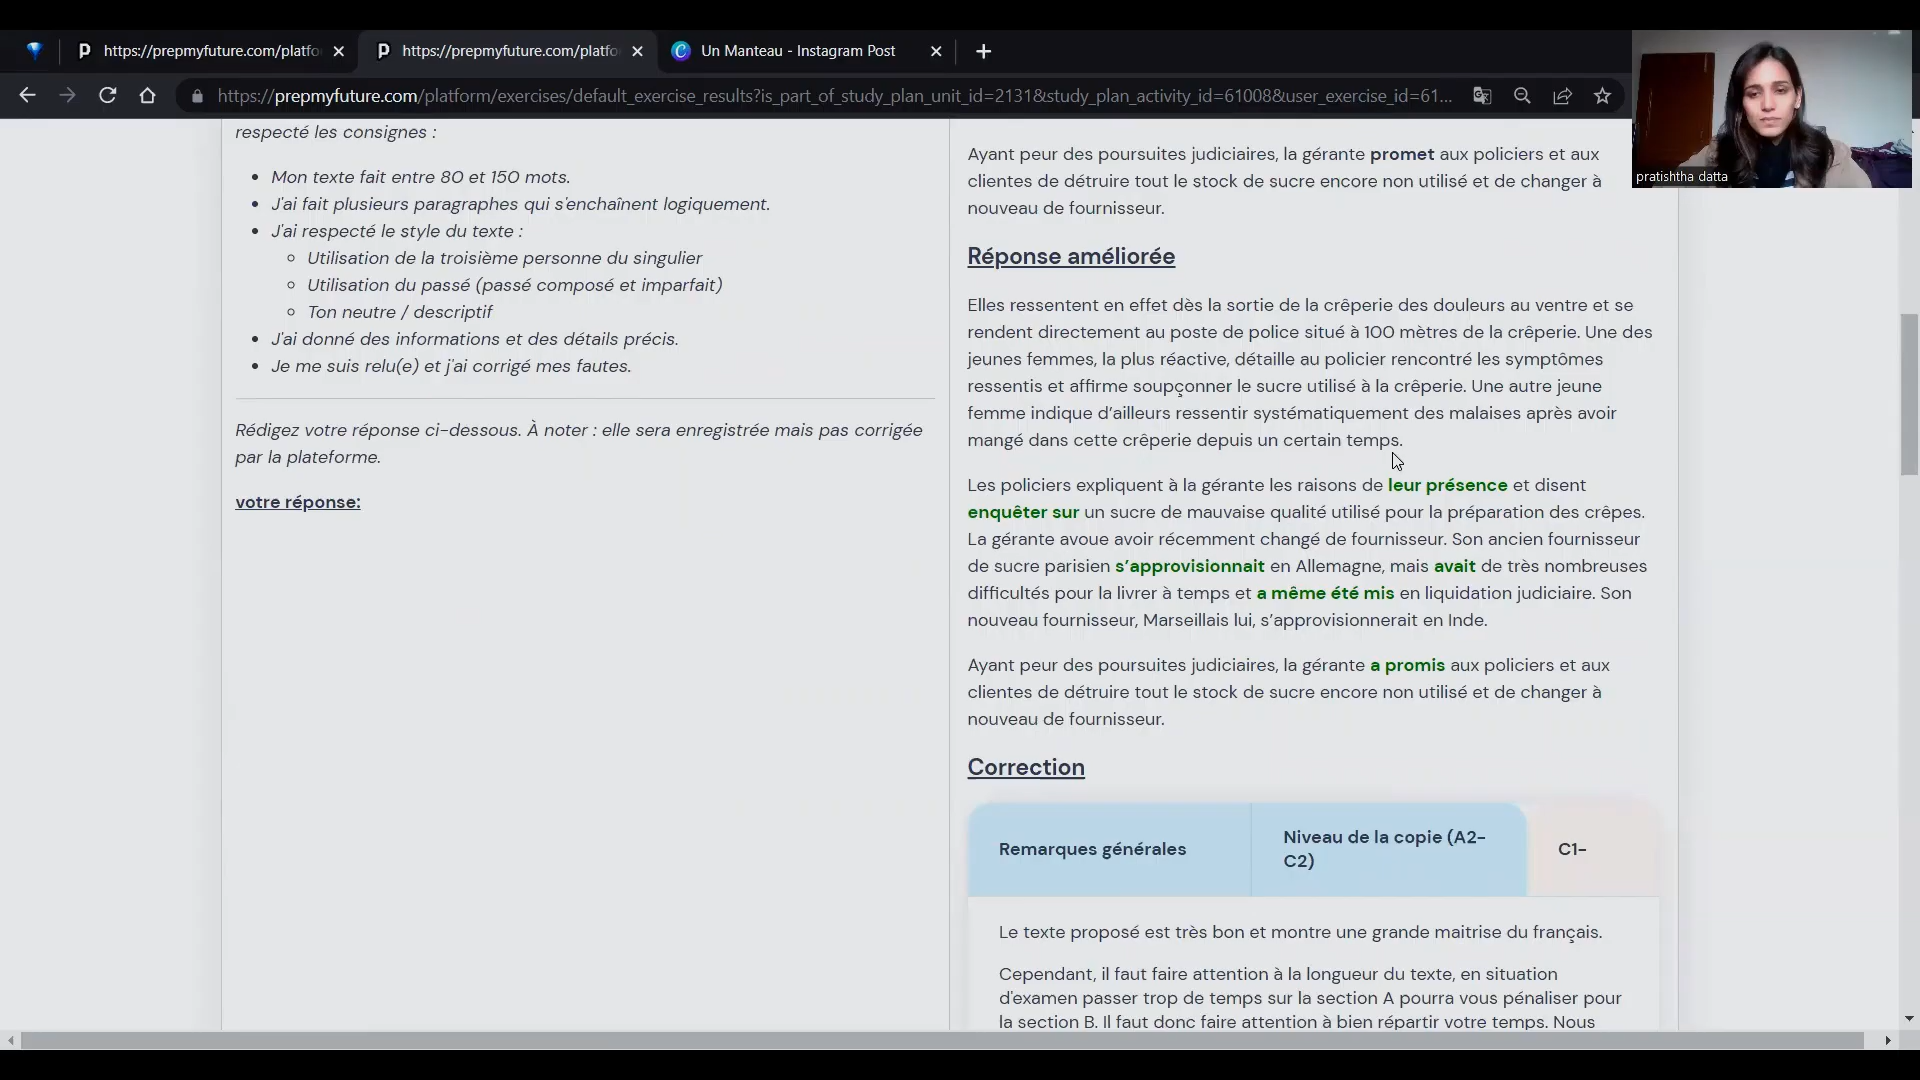 https://prepmyfuture.com/platfo
https://prepmyfuture.com/platfo
Un Manteau - Instagram Post
https://prepmyfuture.com/platform/exercises/default_exercise_results?is_part_of_study_plan_unit_id=2131&study_plan_activity_id=61008&user_exercise_id=61...
pratishtha datta
respecté les consignes :
Mon texte fait entre 80 et 150 mots.
J'ai fait plusieurs paragraphes qui s'enchaînent logiquement.
J'ai respecté le style du texte :
Utilisation de la troisième personne du singulier
Utilisation du passé (passé composé et imparfait)
Ton neutre / descriptif
J'ai donné des informations et des détails précis.
Je me suis relu(e) et j'ai corrigé mes fautes.
Rédigez votre réponse ci-dessous. À noter : elle sera enregistrée mais pas corrigée
par la plateforme.
votre réponse:
Ayant peur des poursuites judiciaires, la gérante promet aux policiers et aux
clientes de détruire tout le stock de sucre encore non utilisé et de changer à
nouveau de fournisseur.
Réponse améliorée
Elles ressentent en effet dès la sortie de la crêperie des douleurs au ventre et se
rendent directement au poste de police situé à 100 mètres de la crêperie. Une des
jeunes femmes, la plus réactive, détaille au policier rencontré les symptômes
ressentis et affirme soupçonner le sucre utilisé à la crêperie. Une autre jeune
femme indique d’ailleurs ressentir systématiquement des malaises après avoir
mangé dans cette crêperie depuis un certain temps.
Les policiers expliquent à la gérante les raisons de leur présence et disent
enquêter sur un sucre de mauvaise qualité utilisé pour la préparation des crêpes.
La gérante avoue avoir récemment changé de fournisseur. Son ancien fournisseur
de sucre parisien s’approvisionnait en Allemagne, mais avait de très nombreuses
difficultés pour la livrer à temps et a même été mis en liquidation judiciaire. Son
nouveau fournisseur, Marseillais lui, s’approvisionnerait en Inde.
Ayant peur des poursuites judiciaires, la gérante a promis aux policiers et aux
clientes de détruire tout le stock de sucre encore non utilisé et de changer à
nouveau de fournisseur.
Correction
Remarques générales
Niveau de la copie (A2-
C2)
C1-
Le texte proposé est très bon et montre une grande maitrise du français.
Cependant, il faut faire attention à la longueur du texte, en situation
d'examen passer trop de temps sur la section A pourra vous pénaliser pour
la section B. Il faut donc faire attention à bien répartir votre temps. Nous